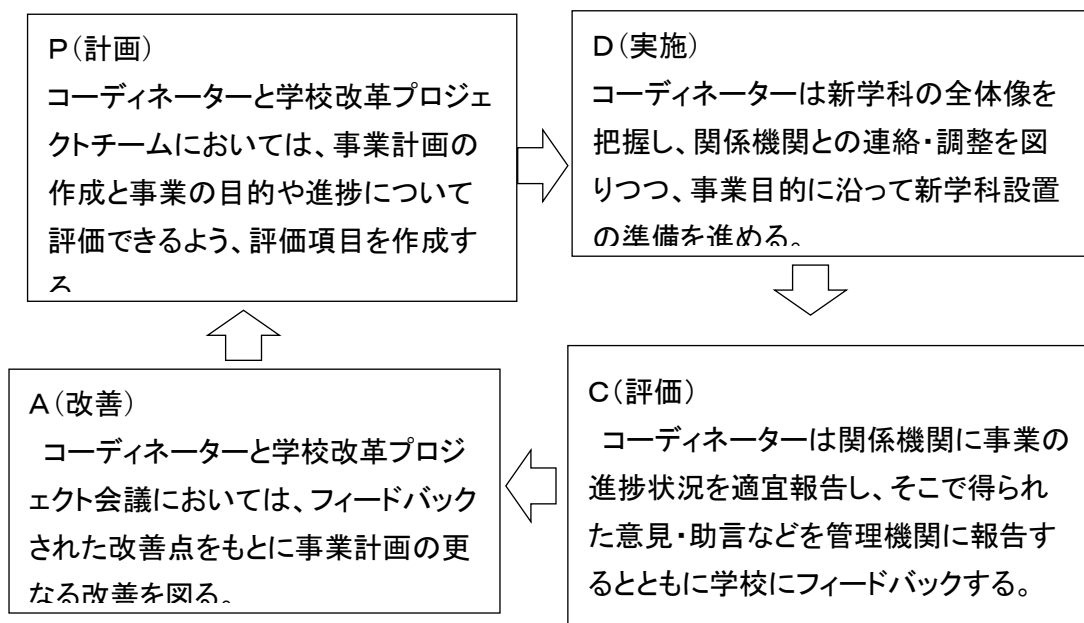 P(計画)
コーディネーターと学校改革プロジェ
クトチームにおいては、事業計画の
作成と事業の目的や進捗について
評価できるよう、評価項目を作成す
る
D(実施)
コーディネーターは新学科の全体像を
把握し、関係機関との連絡・調整を図
りつつ、事業目的に沿って新学科設置
の準備を進める。
C(評価)
コーディネーターは関係機関に事業の
進捗状況を適宜報告し、そこで得られ
た意見・助言などを管理機関に報告す
るとともに学校にフィードバックする。
A(改善)
コーディネーターと学校改革プロジ
ェクト会議においては、フィードバック
された改善点をもとに事業計画の更
なる改善を図る。